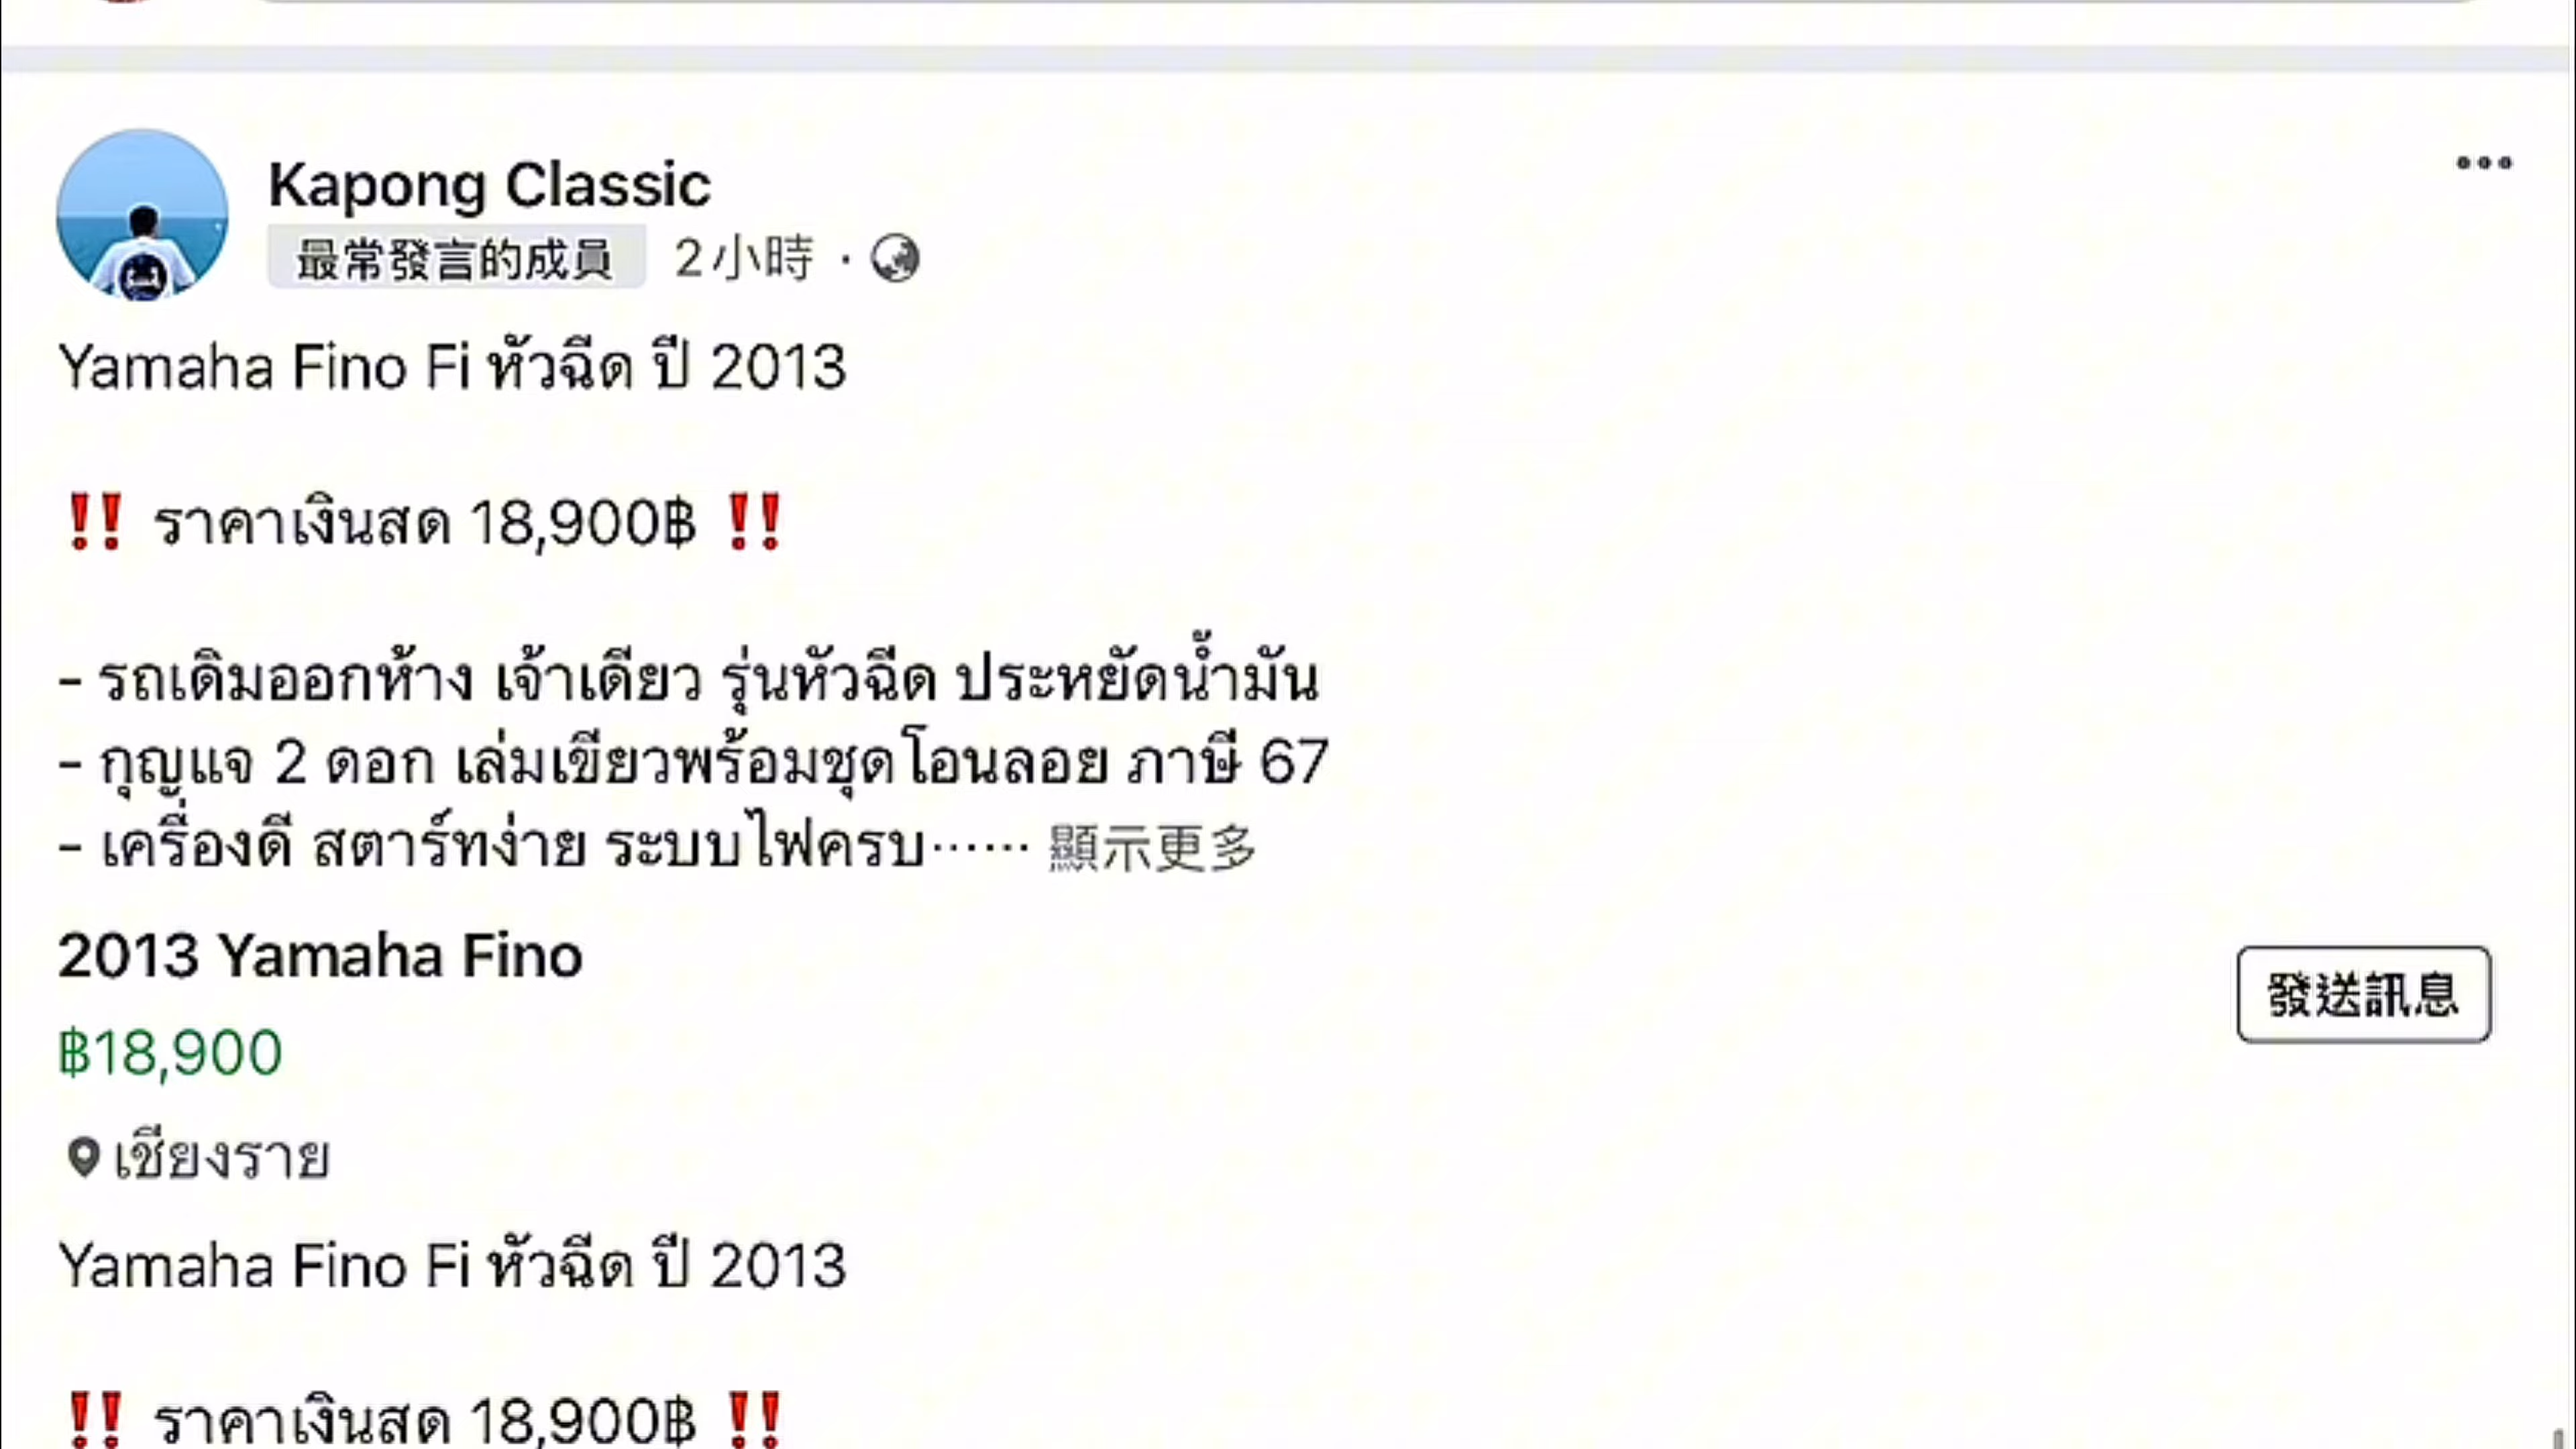 Kapong Classic
最常發言的成員 2小時 ·
Yamaha Fino Fi หัวฉีด ปี 2013
‼️ ราคาเงินสด 18,900฿ ‼️
- รถเดิมออกห้าง เจ้าเดียว รุ่นหัวฉีด ประหยัดน้ำมัน
- กุญแจ 2 ดอก เล่มเขียวพร้อมชุดโอนลอย ภาษี 67
- เครื่องดี สตาร์ทง่าย ระบบไฟครบ…… 顯示更多
2013 Yamaha Fino
發送訊息
฿18,900
เชียงราย
Yamaha Fino Fi หัวฉีด ปี 2013
‼️ ราคาเงินสด 18,900฿ ‼️